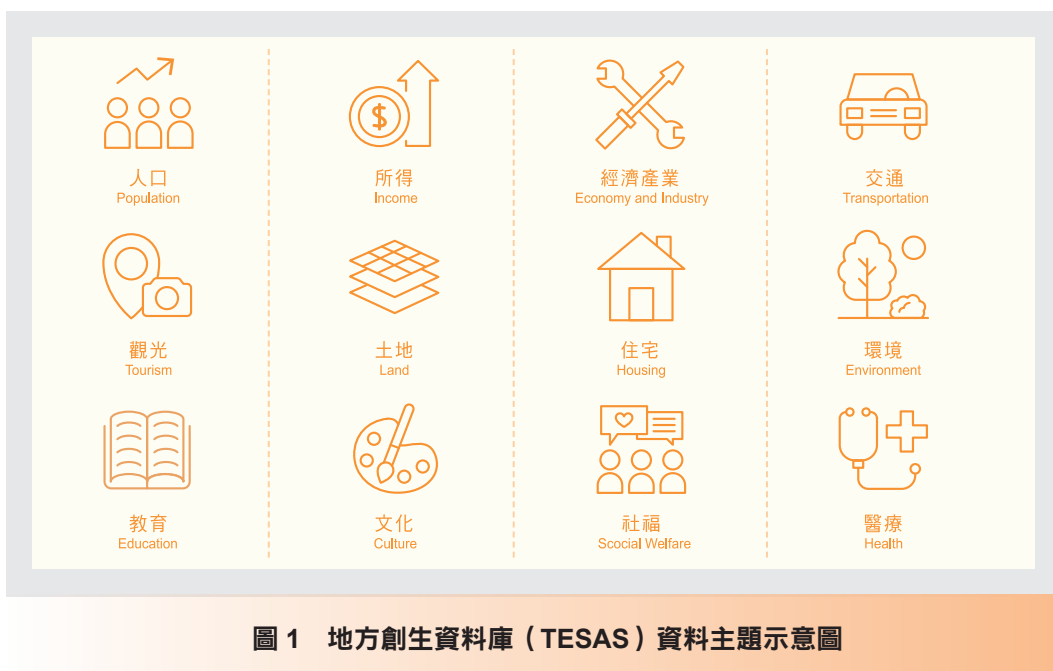 人口
Population
所得
Income
經濟產業
Economy and Industry
交通
Transportation
觀光
Tourism
土地
Land
住宅
Housing
環境
Environment
教育
Education
文化
Culture
社福
Scocial Welfare
醫療
Health
圖 1 地方創生資料庫（TESAS）資料主題示意圖